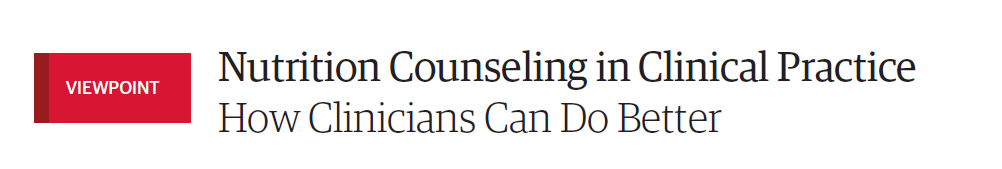 VIEWPOINT
Nutrition Counseling in Clinical Practice
How Clinicians Can Do Better